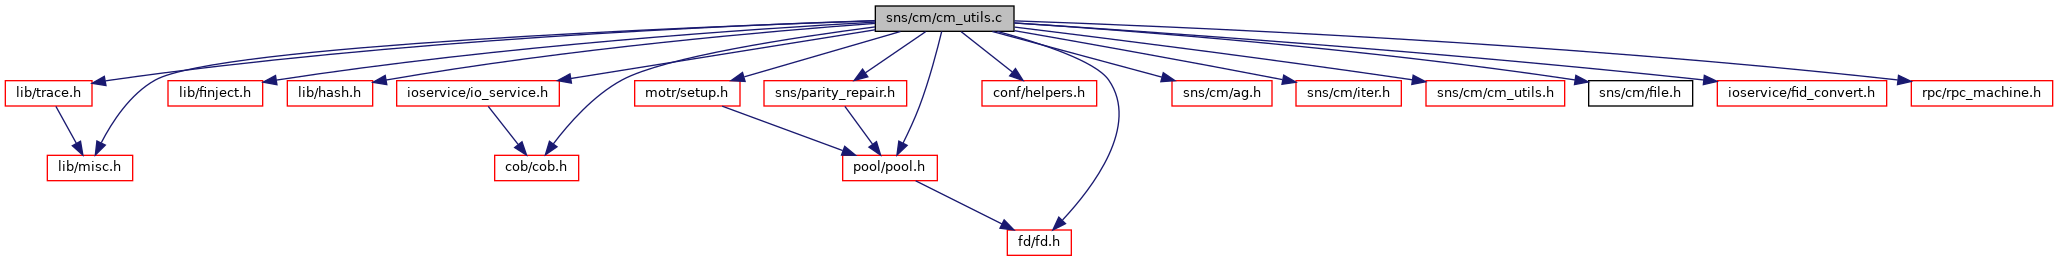 sns/cm/cm_utils.c
lib/trace.h
lib/finject.h
lib/hash.h
ioservice/io_service.h
motr/setup.h
sns/parity_repair.h
conf/helpers.h
sns/cm/ag.h
sns/cm/iter.h
sns/cm/cm_utils.h
sns/cm/file.h
ioservice/fid_convert.h
rpc/rpc_machine.h
lib/misc.h
cob/cob.h
pool/pool.h
fd/fd.h